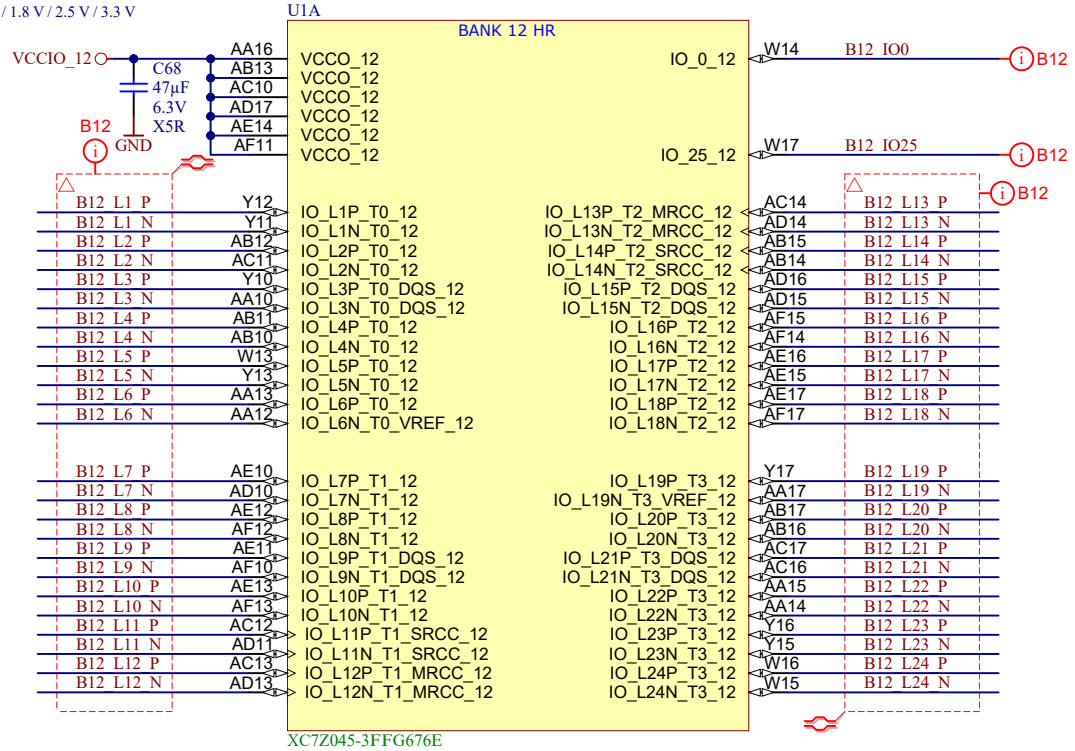 / 1.8 V / 2.5 V / 3.3 V
U1A
BANK 12 HR
VCCIO_12
C68
47µF
6.3V
X5R
GND
B12
i
AA16 VCCO_12
AB13 VCCO_12
AC10 VCCO_12
AD17 VCCO_12
AE14 VCCO_12
AF11 VCCO_12
IO_0_12 W14 B12_IO0 i B12
IO_25_12 W17 B12_IO25 i B12
i B12
B12_L1_P Y12 IO_L1P_T0_12
B12_L1_N Y11 IO_L1N_T0_12
B12_L2_P AB12 IO_L2P_T0_12
B12_L2_N AC11 IO_L2N_T0_12
B12_L3_P Y10 IO_L3P_T0_DQS_12
B12_L3_N AA10 IO_L3N_T0_DQS_12
B12_L4_P AB11 IO_L4P_T0_12
B12_L4_N AB10 IO_L4N_T0_12
B12_L5_P W13 IO_L5P_T0_12
B12_L5_N Y13 IO_L5N_T0_12
B12_L6_P AA13 IO_L6P_T0_12
B12_L6_N AA12 IO_L6N_T0_VREF_12
B12_L7_P AE10 IO_L7P_T1_12
B12_L7_N AD10 IO_L7N_T1_12
B12_L8_P AE12 IO_L8P_T1_12
B12_L8_N AF12 IO_L8N_T1_12
B12_L9_P AE11 IO_L9P_T1_DQS_12
B12_L9_N AF10 IO_L9N_T1_DQS_12
B12_L10_P AE13 IO_L10P_T1_12
B12_L10_N AF13 IO_L10N_T1_12
B12_L11_P AC12 IO_L11P_T1_SRCC_12
B12_L11_N AD11 IO_L11N_T1_SRCC_12
B12_L12_P AC13 IO_L12P_T1_MRCC_12
B12_L12_N AD13 IO_L12N_T1_MRCC_12
IO_L13P_T2_MRCC_12 AC14 B12_L13_P
IO_L13N_T2_MRCC_12 AD14 B12_L13_N
IO_L14P_T2_SRCC_12 AB15 B12_L14_P
IO_L14N_T2_SRCC_12 AB14 B12_L14_N
IO_L15P_T2_DQS_12 AD16 B12_L15_P
IO_L15N_T2_DQS_12 AD15 B12_L15_N
IO_L16P_T2_12 AF15 B12_L16_P
IO_L16N_T2_12 AF14 B12_L16_N
IO_L17P_T2_12 AE16 B12_L17_P
IO_L17N_T2_12 AE15 B12_L17_N
IO_L18P_T2_12 AE17 B12_L18_P
IO_L18N_T2_12 AF17 B12_L18_N
IO_L19P_T3_12 Y17 B12_L19_P
IO_L19N_T3_VREF_12 AA17 B12_L19_N
IO_L20P_T3_12 AB17 B12_L20_P
IO_L20N_T3_12 AB16 B12_L20_N
IO_L21P_T3_DQS_12 AC17 B12_L21_P
IO_L21N_T3_DQS_12 AC16 B12_L21_N
IO_L22P_T3_12 AA15 B12_L22_P
IO_L22N_T3_12 AA14 B12_L22_N
IO_L23P_T3_12 Y16 B12_L23_P
IO_L23N_T3_12 Y15 B12_L23_N
IO_L24P_T3_12 W16 B12_L24_P
IO_L24N_T3_12 W15 B12_L24_N
XC7Z045-3FFG676E